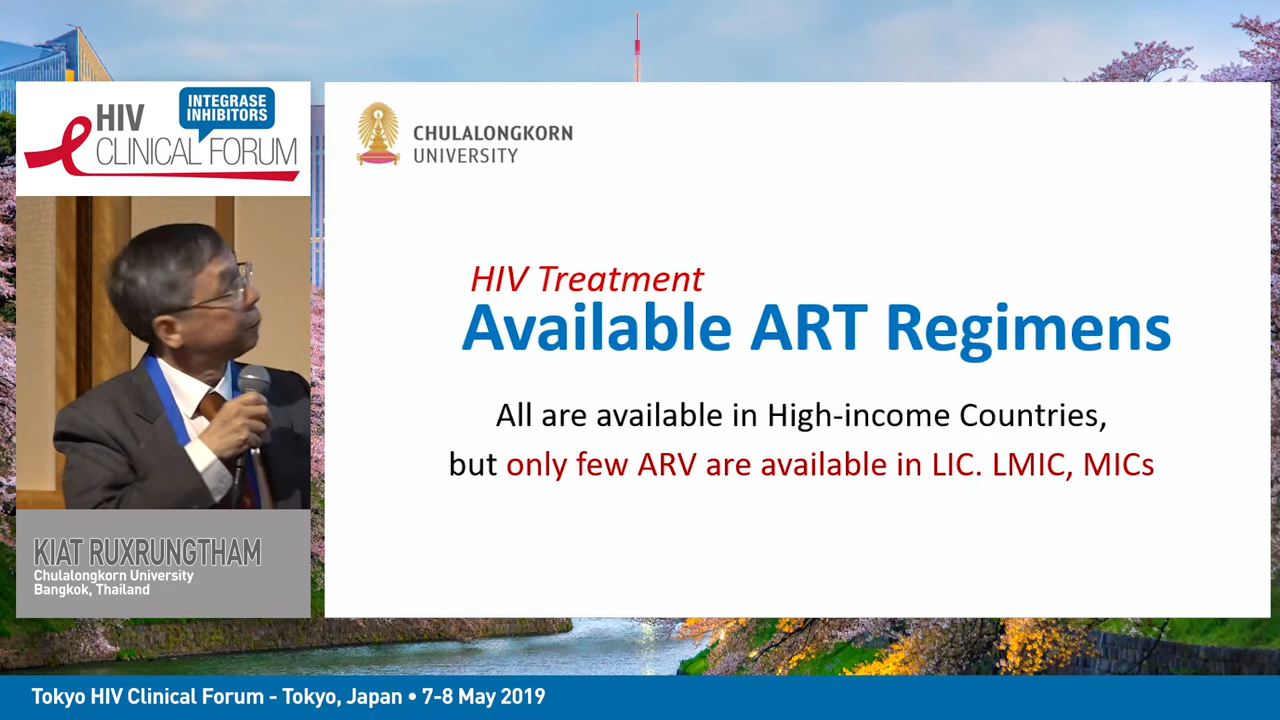 HIV
INTEGRASE
INHIBITORS
CLINICAL FORUM
KIAT RUXRUNGTHAM
Chulalongkorn University
Bangkok, Thailand
CHULALONGKORN
UNIVERSITY
HIV Treatment
Available ART Regimens
All are available in High-income Countries,
but only few ARV are available in LIC. LMIC, MICs
Tokyo HIV Clinical Forum - Tokyo, Japan • 7-8 May 2019